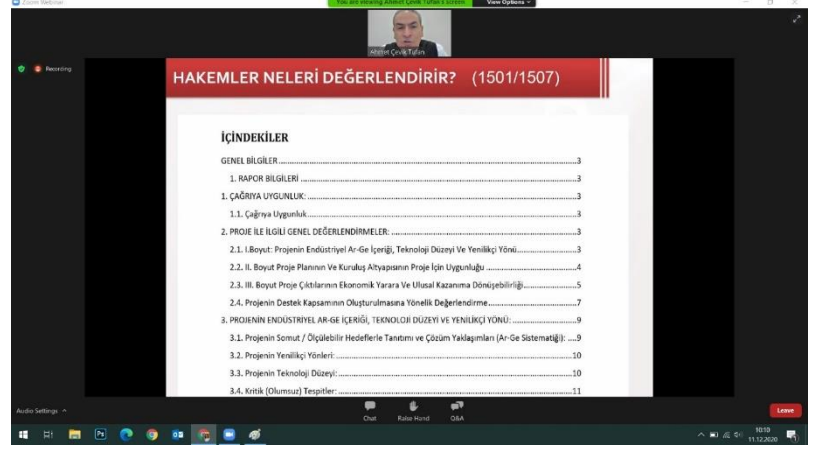 Zoom Webinar
You are viewing Ahmet Çevik Tufan's screen View Options
Ahmet Çevik Tufan
Recording
HAKEMLER NELERİ DEĞERLENDİRİR? (1501/1507)
İÇİNDEKİLER
GENEL BİLGİLER ... 3
1. RAPOR BİLGİLERİ ... 3
1. ÇAĞRIYA UYGUNLUK: ... 3
1.1. Çağrıya Uygunluk ... 3
2. PROJE İLE İLGİLİ GENEL DEĞERLENDİRMELER: ... 3
2.1. I.Boyut: Projenin Endüstriyel Ar-Ge İçeriği, Teknoloji Düzeyi Ve Yenilikçi Yönü ... 3
2.2. II. Boyut Proje Planının Ve Kuruluş Altyapısının Proje İçin Uygunluğu ... 4
2.3. III. Boyut Proje Çıktılarının Ekonomik Yarara Ve Ulusal Kazanıma Dönüşebilirliği ... 5
2.4. Projenin Destek Kapsamının Oluşturulmasına Yönelik Değerlendirme ... 7
3. PROJENİN ENDÜSTRİYEL AR-GE İÇERİĞİ, TEKNOLOJİ DÜZEYİ VE YENİLİKÇİ YÖNÜ: ... 9
3.1. Projenin Somut / Ölçülebilir Hedeflerle Tanıtımı ve Çözüm Yaklaşımları (Ar-Ge Sistematiği): ... 9
3.2. Projenin Yenilikçi Yönleri: ... 10
3.3. Projenin Teknoloji Düzeyi: ... 10
3.4. Kritik (Olumsuz) Tespitler: ... 11
Audio Settings
Chat Raise Hand Q&A
Leave
10:10
11.12.2020